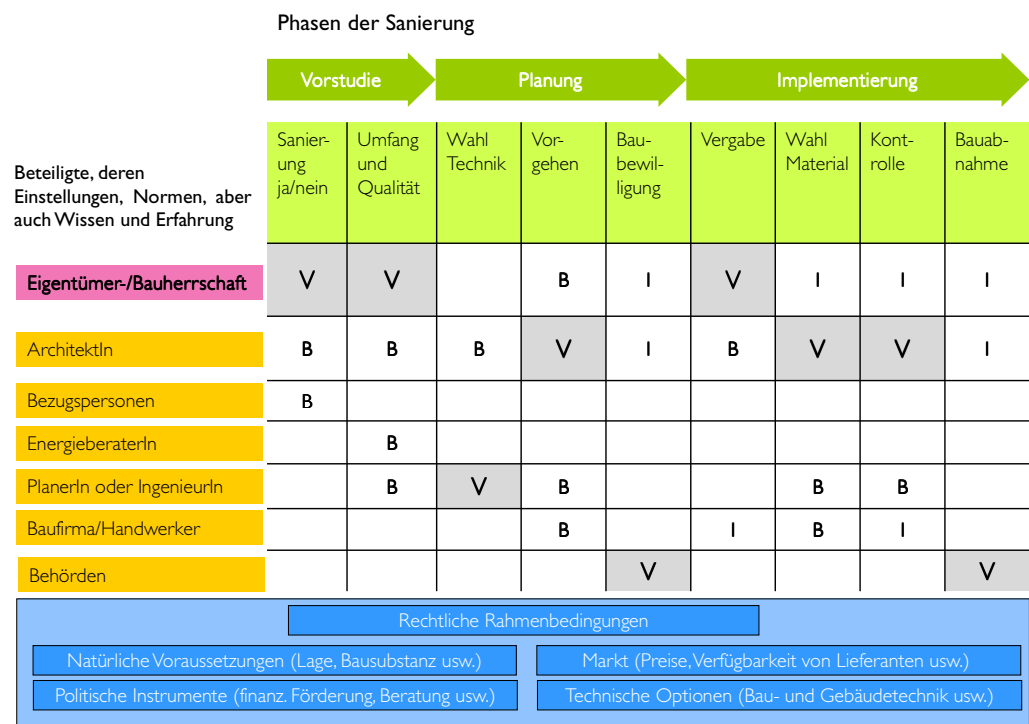 Phasen der Sanierung
Vorstudie Planung Implementierung
Beteiligte, deren
Einstellungen, Normen, aber
auch Wissen und Erfahrung
Sanier-
ung
ja/nein
Umfang
und
Qualität
Wahl
Technik
Vor-
gehen
Bau-
bewil-
ligung
Vergabe
Wahl
Material
Kont-
rolle
Bauab-
nahme
Eigentümer-/Bauherrschaft V V B I V I I I
ArchitektIn B B B V I B V V I
Bezugspersonen B
EnergieberaterIn B
PlanerIn oder IngenieurIn B V B B B
Baufirma/Handwerker B I B I
Behörden V V
Rechtliche Rahmenbedingungen
Natürliche Voraussetzungen (Lage, Bausubstanz usw.) Markt (Preise, Verfügbarkeit von Lieferanten usw.)
Politische Instrumente (finanz. Förderung, Beratung usw.) Technische Optionen (Bau- und Gebäudetechnik usw.)